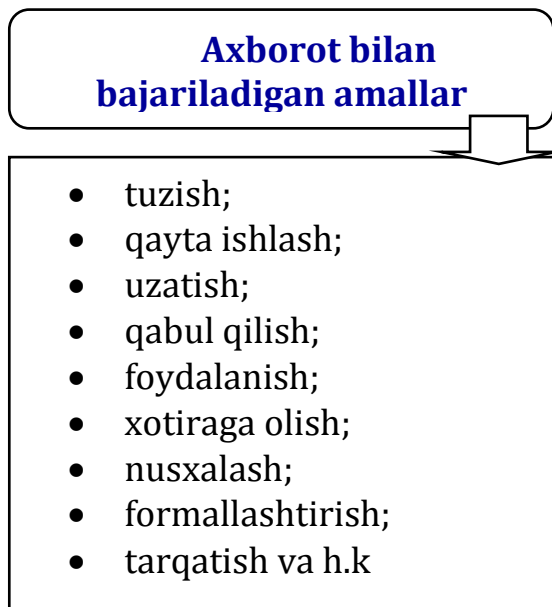 Axborot bilan
bajariladigan amallar
• tuzish;
• qayta ishlash;
• uzatish;
• qabul qilish;
• foydalanish;
• xotiraga olish;
• nusxalash;
• formallashtirish;
• tarqatish va h.k